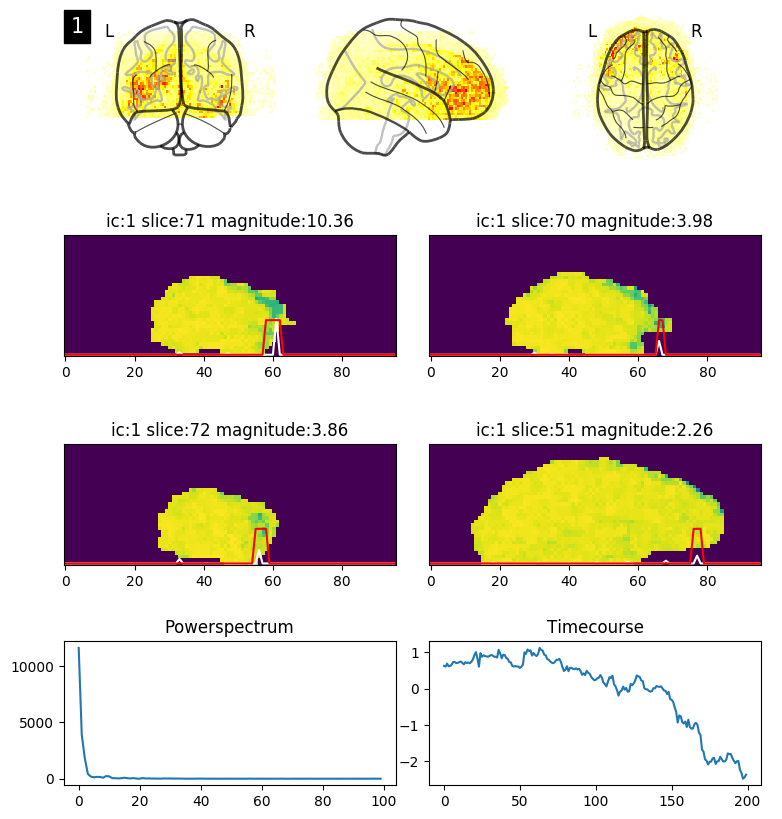 1 L R L R
ic:1 slice:71 magnitude:10.36 ic:1 slice:70 magnitude:3.98
0 20 40 60 80 0 20 40 60 80
ic:1 slice:72 magnitude:3.86 ic:1 slice:51 magnitude:2.26
0 20 40 60 80 0 20 40 60 80
Powerspectrum Timecourse
10000 1
5000 0
0 −1
−2
0 20 40 60 80 100 0 50 100 150 200